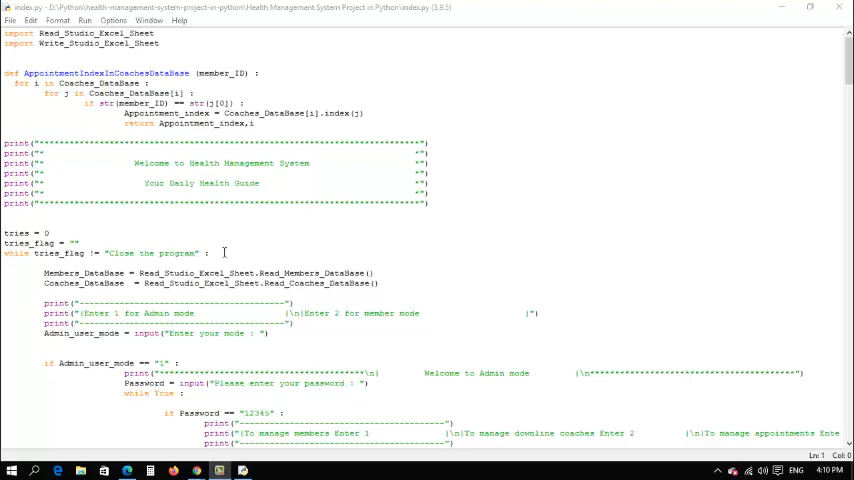 index.py - D:\Python\health-management-system-project-in-python\Health Management System Project in Python\index.py (3.9.5)
File Edit Format Run Options Window Help
import Read_Studio_Excel_Sheet
import Write_Studio_Excel_Sheet
def AppointmentIndexInCoachesDataBase (member_ID) :
for i in Coaches_DataBase :
for j in Coaches_DataBase[i] :
if str(member_ID) == str(j[0]) :
Appointment_index = Coaches_DataBase[i].index(j)
return Appointment_index,i
print("****************************************************************************")
print("* *")
print("* Welcome to Health Management System *")
print("* *")
print("* Your Daily Health Guide *")
print("* *")
print("****************************************************************************")
tries = 0
tries_flag = ""
while tries_flag != "Close the program" :
Members_DataBase = Read_Studio_Excel_Sheet.Read_Members_DataBase()
Coaches_DataBase = Read_Studio_Excel_Sheet.Read_Coaches_DataBase()
print("-----------------------------------------")
print("|Enter 1 for Admin mode |\n|Enter 2 for member mode |")
print("-----------------------------------------")
Admin_user_mode = input("Enter your mode : ")
if Admin_user_mode == "1" :
print("*****************************************\n| Welcome to Admin mode |\n*****************************************")
Password = input("Please enter your password : ")
while True :
if Password == "12345" :
print("-----------------------------------------")
print("|To manage members Enter 1 |\n|To manage downline coaches Enter 2 |\n|To manage appointments Ente
print("-----------------------------------------")
Ln: 1 Col: 0
ENG 4:10 PM